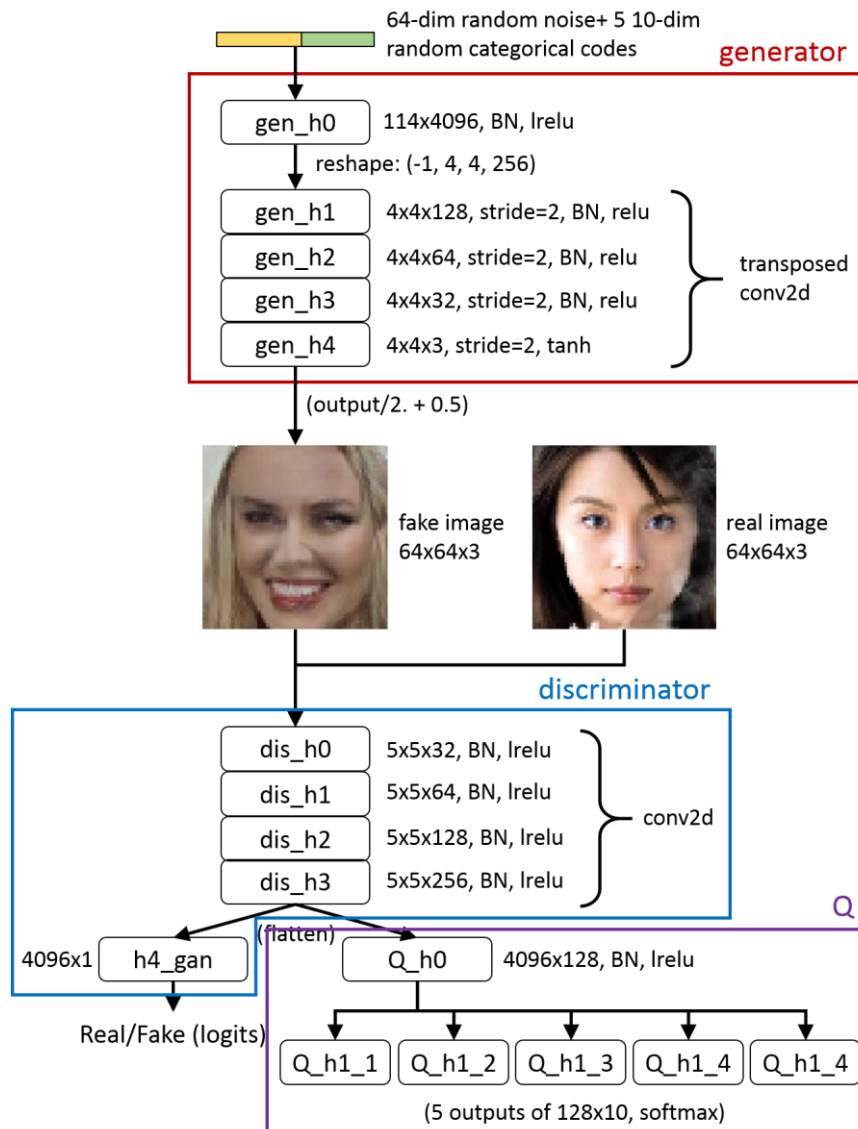 64-dim random noise+ 5 10-dim
random categorical codes
generator
gen_h0
114x4096, BN, lrelu
reshape: (-1, 4, 4, 256)
gen_h1
4x4x128, stride=2, BN, relu
gen_h2
4x4x64, stride=2, BN, relu
gen_h3
4x4x32, stride=2, BN, relu
gen_h4
4x4x3, stride=2, tanh
transposed
conv2d
(output/2. + 0.5)
fake image
64x64x3
real image
64x64x3
discriminator
dis_h0
5x5x32, BN, lrelu
dis_h1
5x5x64, BN, lrelu
dis_h2
5x5x128, BN, lrelu
dis_h3
5x5x256, BN, lrelu
conv2d
Q
(flatten)
4096x1
h4_gan
Q_h0
4096x128, BN, lrelu
Real/Fake (logits)
Q_h1_1
Q_h1_2
Q_h1_3
Q_h1_4
Q_h1_4
(5 outputs of 128x10, softmax)